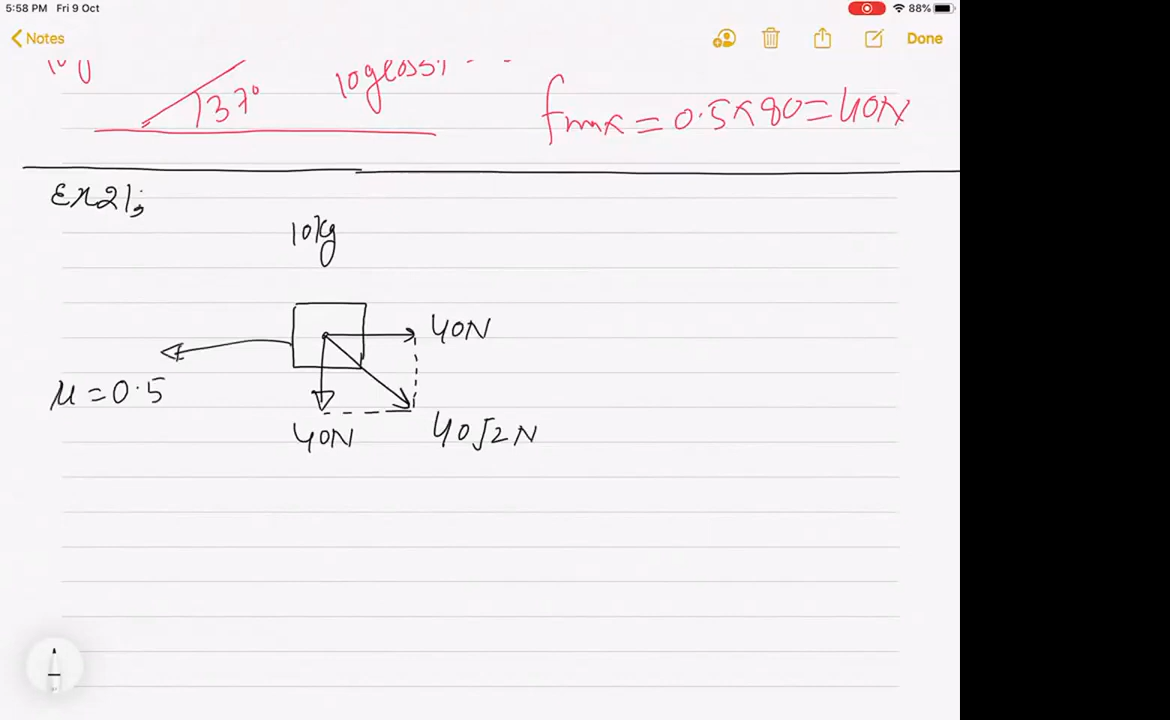 5:58 PM Fri 9 Oct
88%
Notes
Done
37°
fmax = 0.5×80=40N
Ex21;
10kg
40N
μ = 0.5
40N
40√2 N